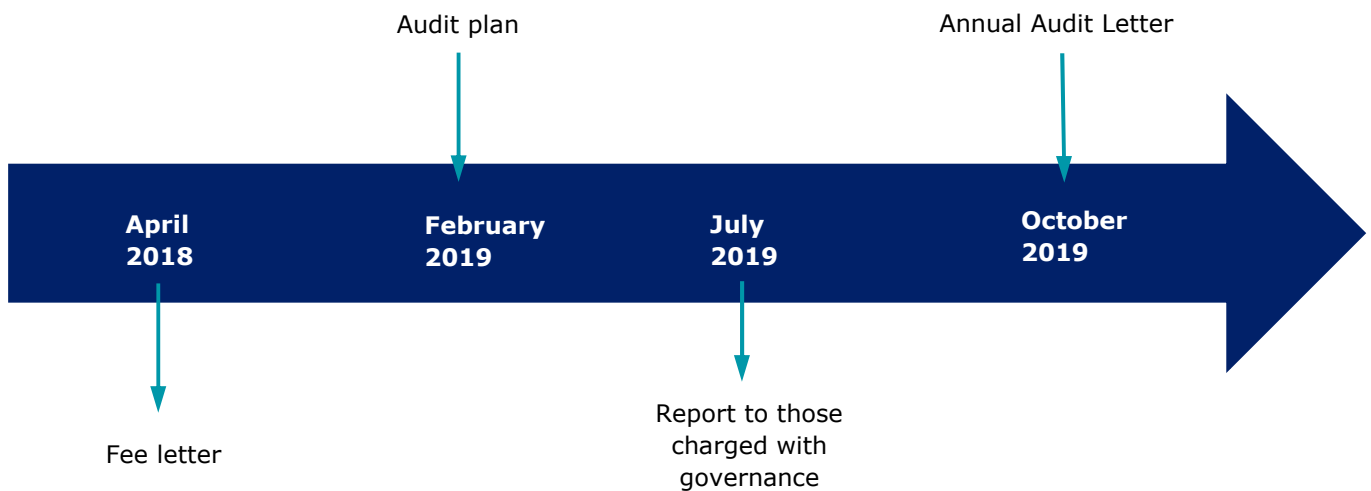 Audit plan
Annual Audit Letter
April
2018
February
2019
July
2019
October
2019
Fee letter
Report to those
charged with
governance